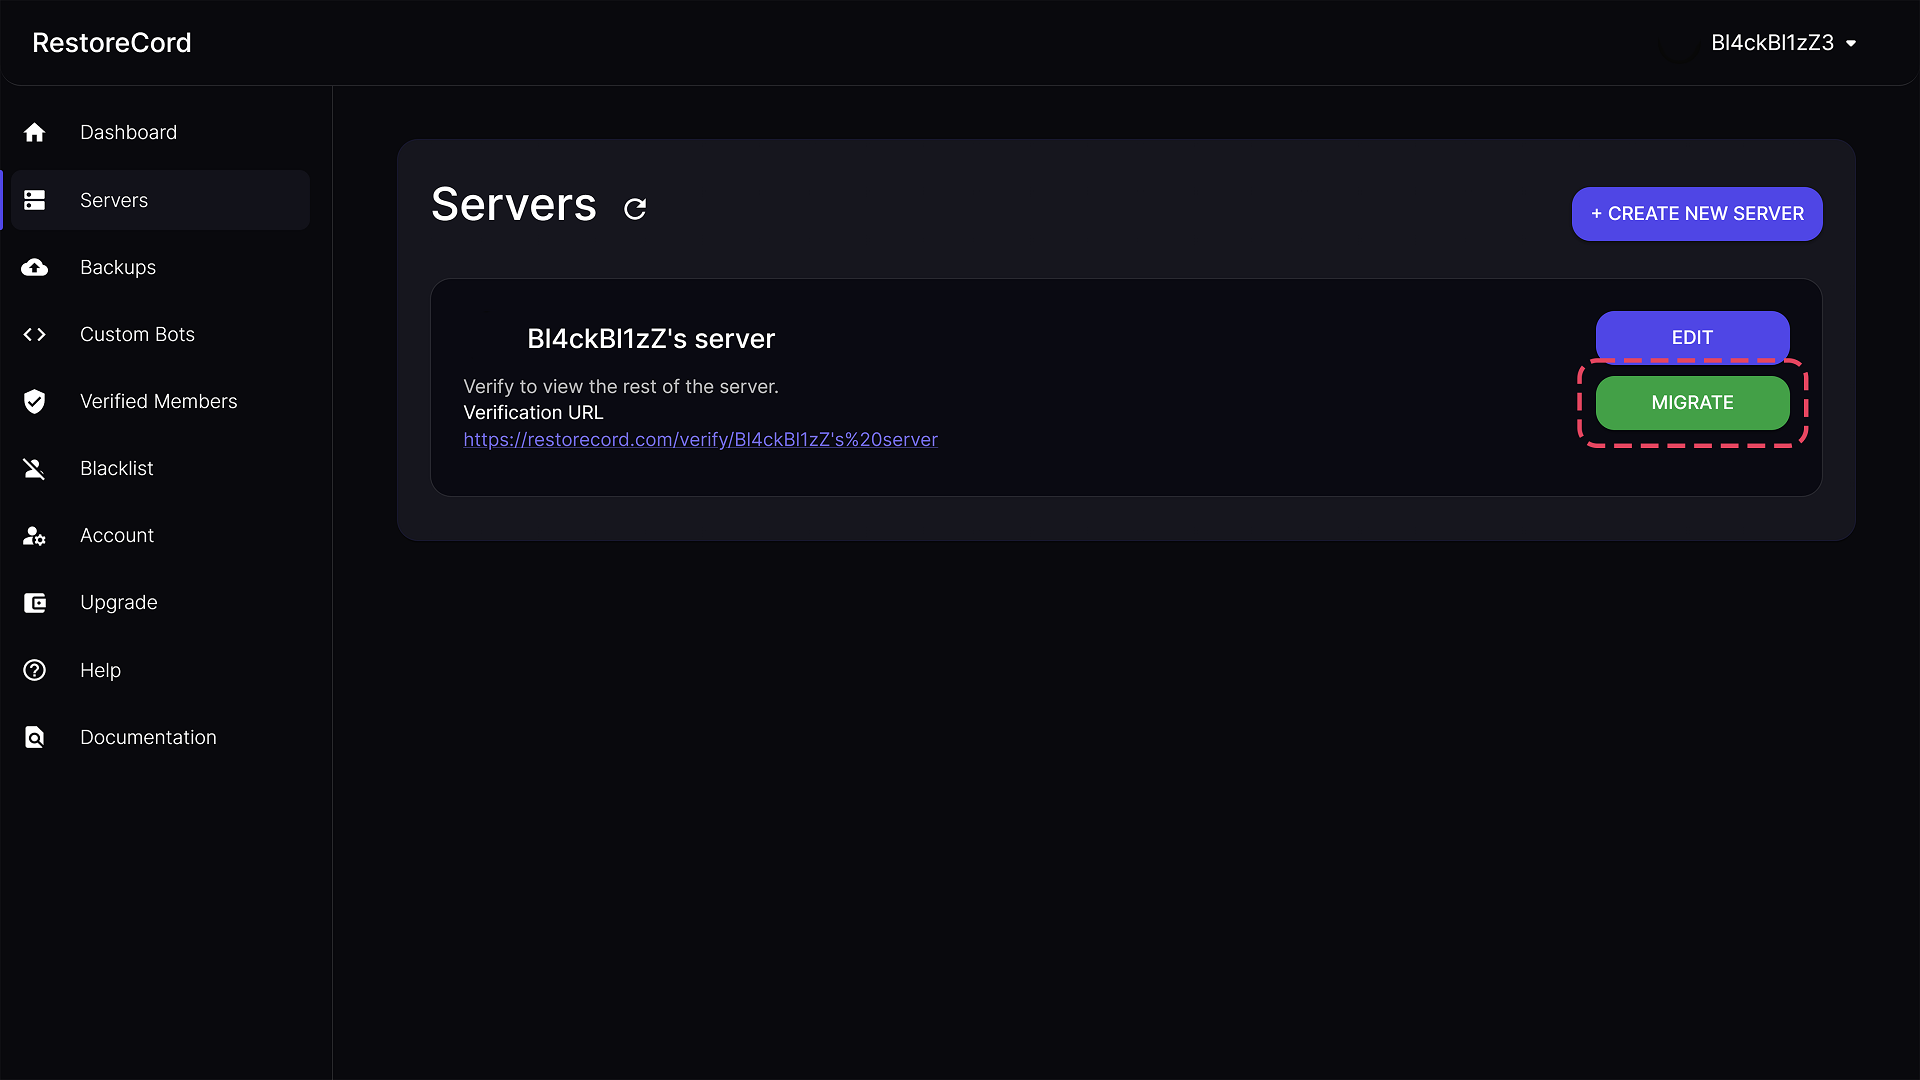 RestoreCord
Bl4ckBl1zZ3
Dashboard
Servers
Backups
Custom Bots
Verified Members
Blacklist
Account
Upgrade
Help
Documentation
Servers
+ CREATE NEW SERVER
Bl4ckBl1zZ's server
Verify to view the rest of the server.
Verification URL
https://restorecord.com/verify/Bl4ckBl1zZ's%20server
EDIT
MIGRATE